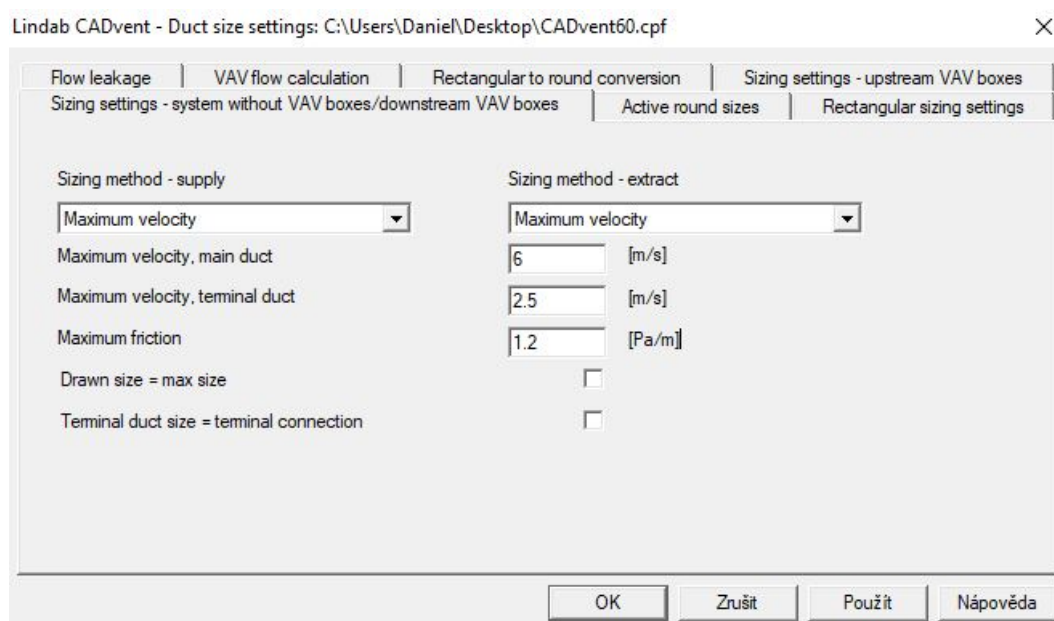 Lindab CADvent - Duct size settings: C:\Users\Daniel\Desktop\CADvent60.cpf
Flow leakage VAV flow calculation Rectangular to round conversion Sizing settings - upstream VAV boxes
Sizing settings - system without VAV boxes/downstream VAV boxes Active round sizes Rectangular sizing settings
Sizing method - supply Sizing method - extract
Maximum velocity Maximum velocity
Maximum velocity, main duct 6 [m/s]
Maximum velocity, terminal duct 2.5 [m/s]
Maximum friction 1.2 [Pa/m]
Drawn size = max size
Terminal duct size = terminal connection
OK Zrušit Použít Nápověda